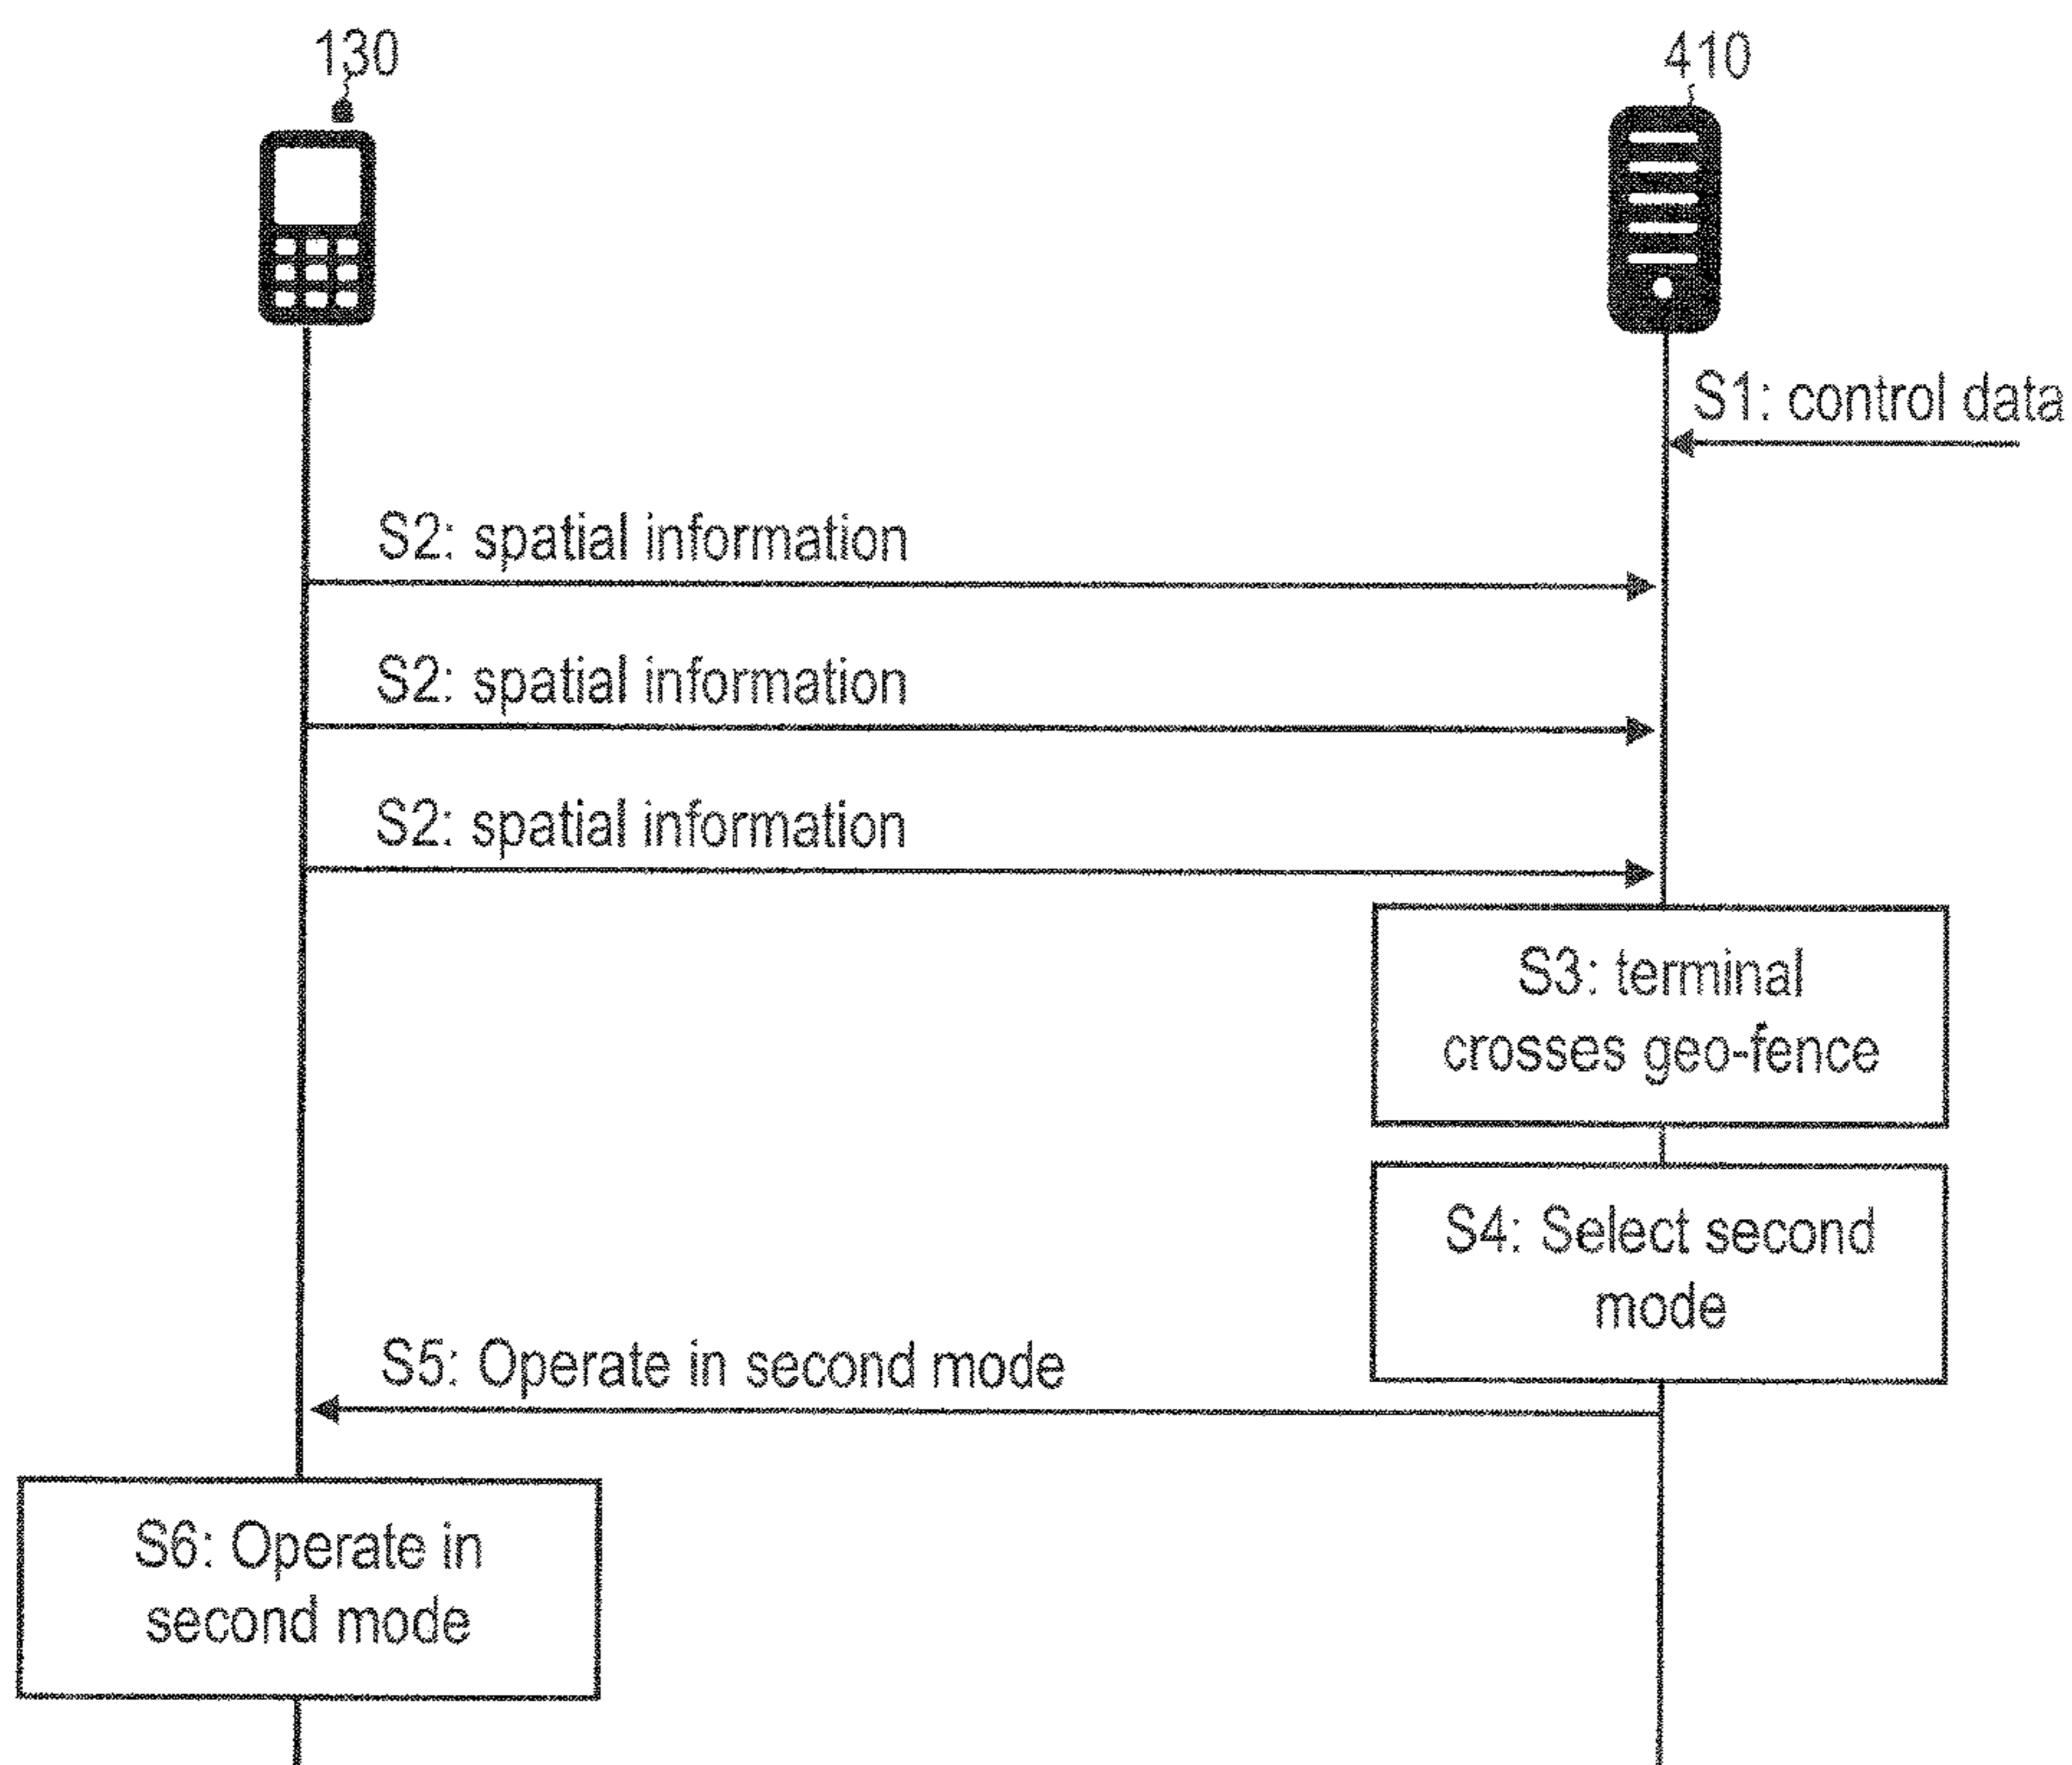 130
410
S1: control data
S2: spatial information
S2: spatial information
S2: spatial information
S3: terminal
crosses geo-fence
S4: Select second
mode
S5: Operate in second mode
S6: Operate in
second mode